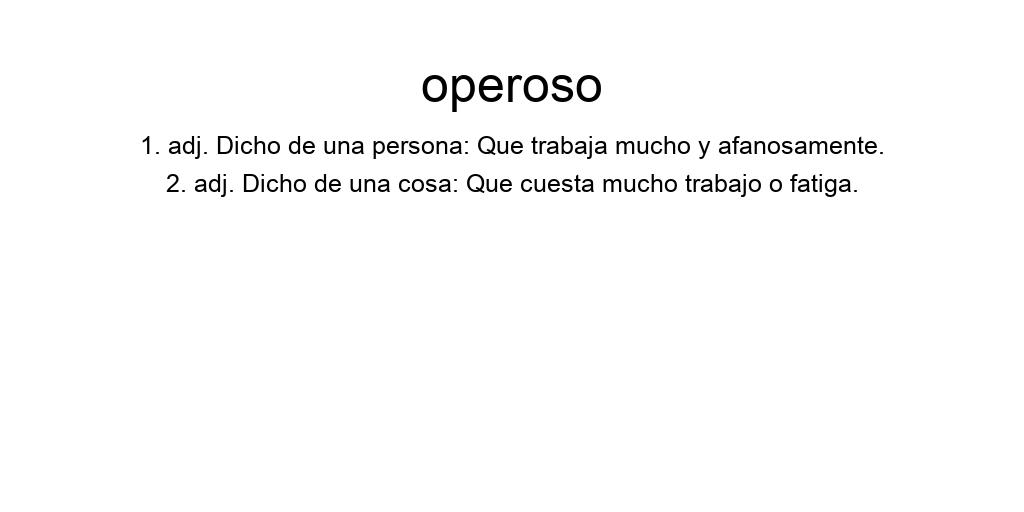 operoso
1. adj. Dicho de una persona: Que trabaja mucho y afanosamente.
2. adj. Dicho de una cosa: Que cuesta mucho trabajo o fatiga.